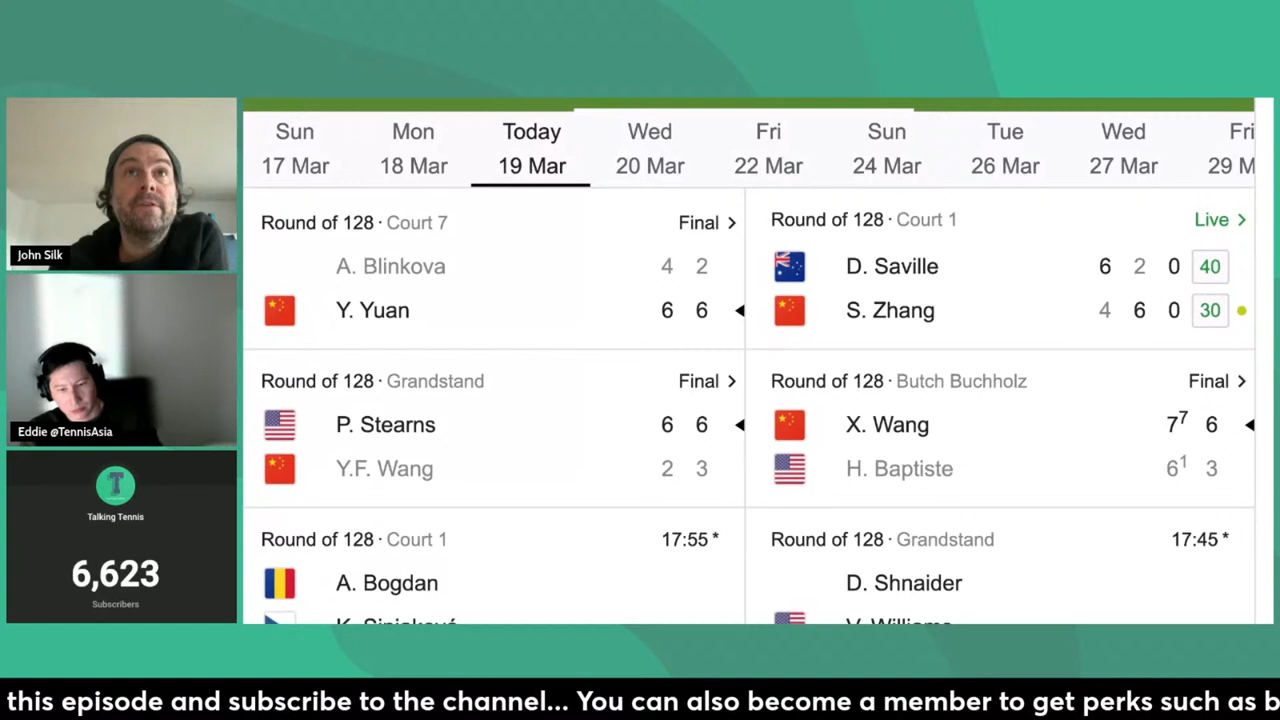 John Silk
Eddie @TennisAsia
Talking Tennis
6,623
Subscribers
Sun Mon Today Wed Fri Sun Tue Wed Fri
17 Mar 18 Mar 19 Mar 20 Mar 22 Mar 24 Mar 26 Mar 27 Mar 29 M
Round of 128 · Court 7 Final >
A. Blinkova 4 2
Y. Yuan 6 6
Round of 128 · Court 1 Live >
D. Saville 6 2 0 40
S. Zhang 4 6 0 30
Round of 128 · Grandstand Final >
P. Stearns 6 6
Y.F. Wang 2 3
Round of 128 · Butch Buchholz Final >
X. Wang 7⁷ 6
H. Baptiste 6¹ 3
Round of 128 · Court 1 17:55 *
A. Bogdan
K. Siniaková
Round of 128 · Grandstand 17:45 *
D. Shnaider
V. Williams
this episode and subscribe to the channel... You can also become a member to get perks such as b